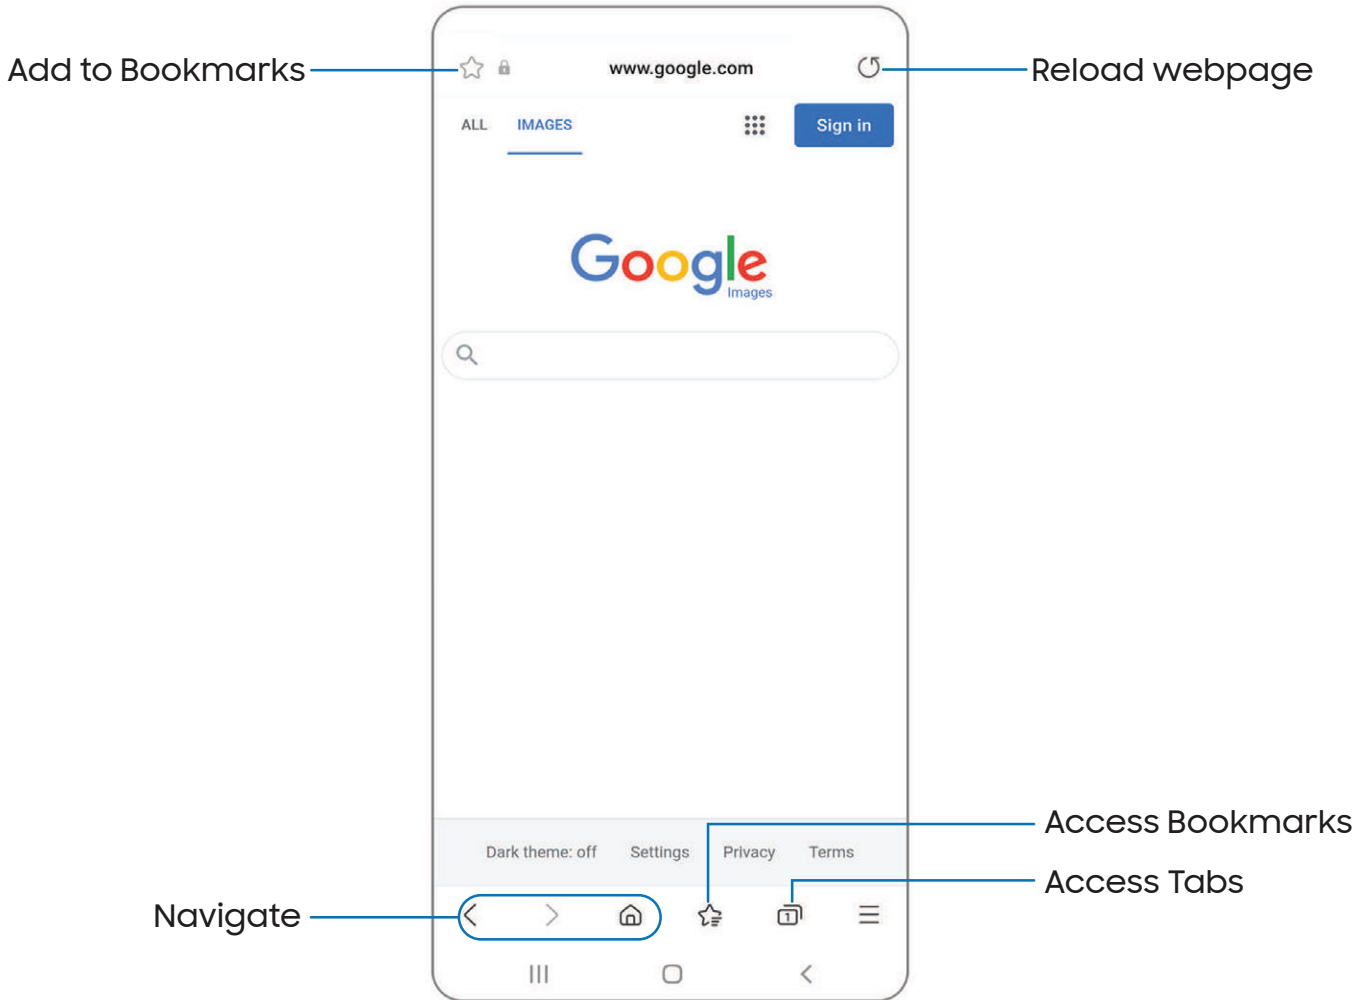 Add to Bookmarks
www.google.com
Reload webpage
ALL IMAGES
Sign in
Google
Images
Access Bookmarks
Dark theme: off Settings Privacy Terms
Access Tabs
Navigate
1